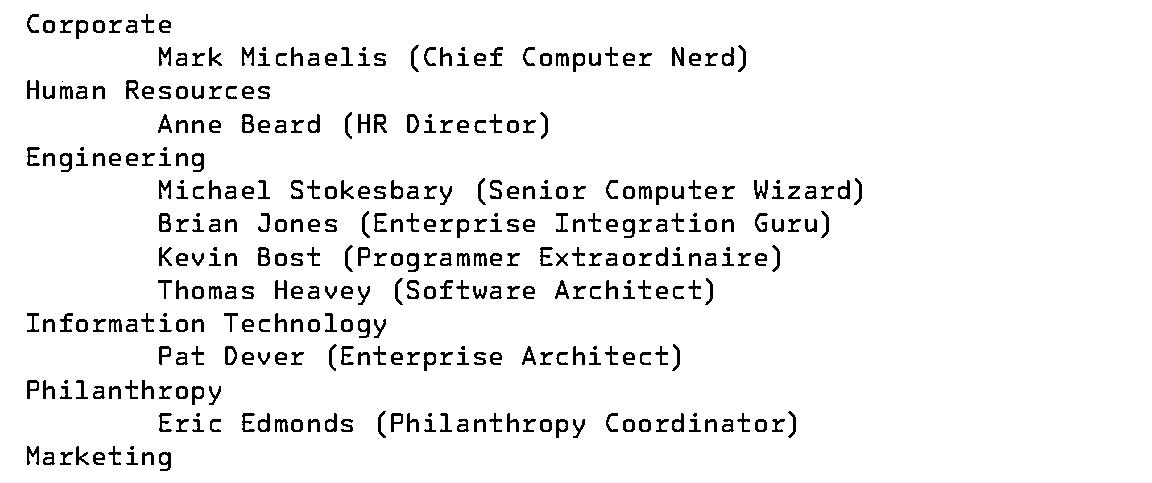 Corporate
        Mark Michaelis (Chief Computer Nerd)
Human Resources
        Anne Beard (HR Director)
Engineering
        Michael Stokesbary (Senior Computer Wizard)
        Brian Jones (Enterprise Integration Guru)
        Kevin Bost (Programmer Extraordinaire)
        Thomas Heavey (Software Architect)
Information Technology
        Pat Dever (Enterprise Architect)
Philanthropy
        Eric Edmonds (Philanthropy Coordinator)
Marketing